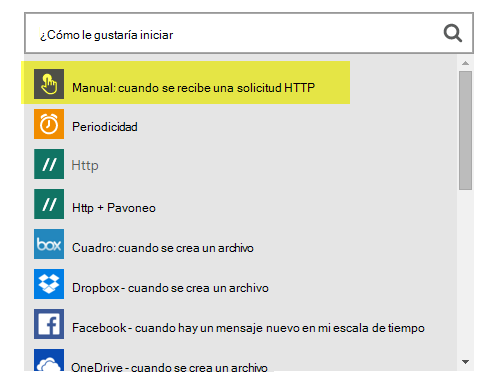 ¿Cómo le gustaría iniciar
Manual: cuando se recibe una solicitud HTTP
Periodicidad
// Http
// Http + Pavoneo
box Cuadro: cuando se crea un archivo
Dropbox - cuando se crea un archivo
Facebook - cuando hay un mensaje nuevo en mi escala de tiempo
OneDrive - cuando se crea un archivo